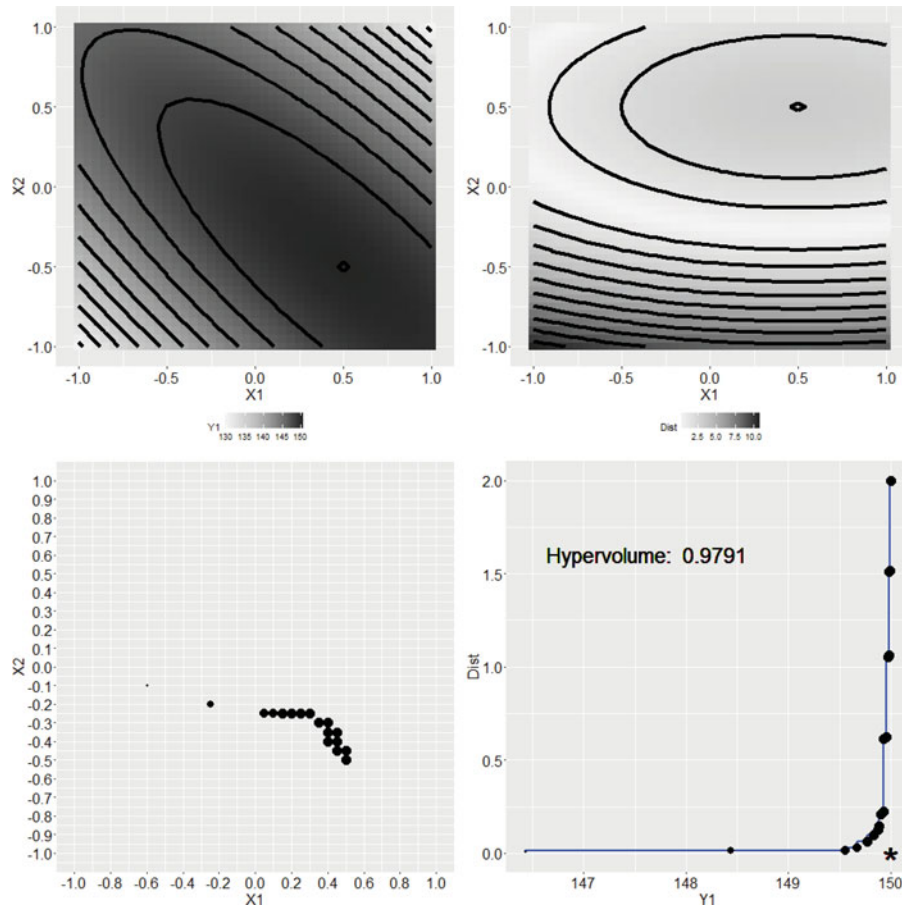 1.0
0.5
0.0
-0.5
-1.0
X2
-1.0 -0.5 0.0 0.5 1.0
X1
Y1
130 135 140 145 150
1.0
0.5
0.0
-0.5
-1.0
X2
-1.0 -0.5 0.0 0.5 1.0
X1
Dist
2.5 5.0 7.5 10.0
1.0
0.9
0.8
0.7
0.6
0.5
0.4
0.3
0.2
0.1
0.0
-0.1
-0.2
-0.3
-0.4
-0.5
-0.6
-0.7
-0.8
-0.9
-1.0
X2
-1.0 -0.8 -0.6 -0.4 -0.2 0.0 0.2 0.4 0.6 0.8 1.0
X1
2.0
1.5
1.0
0.5
0.0
Dist
Hypervolume: 0.9791
*
147 148 149 150
Y1